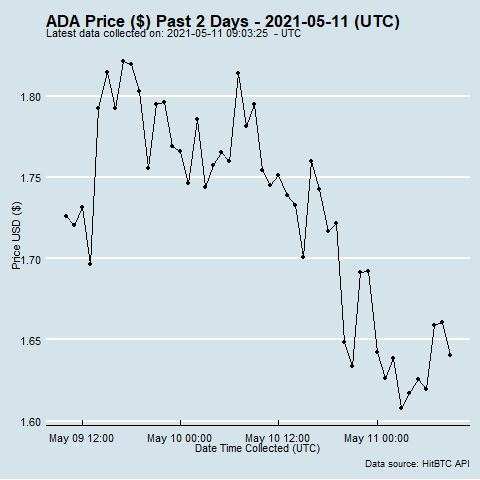 ADA Price ($) Past 2 Days - 2021-05-11 (UTC)
Latest data collected on: 2021-05-11 09:03:25 - UTC
Price USD ($)
1.80
1.75
1.70
1.65
1.60
May 09 12:00 May 10 00:00 May 10 12:00 May 11 00:00
Date Time Collected (UTC)
Data source: HitBTC API